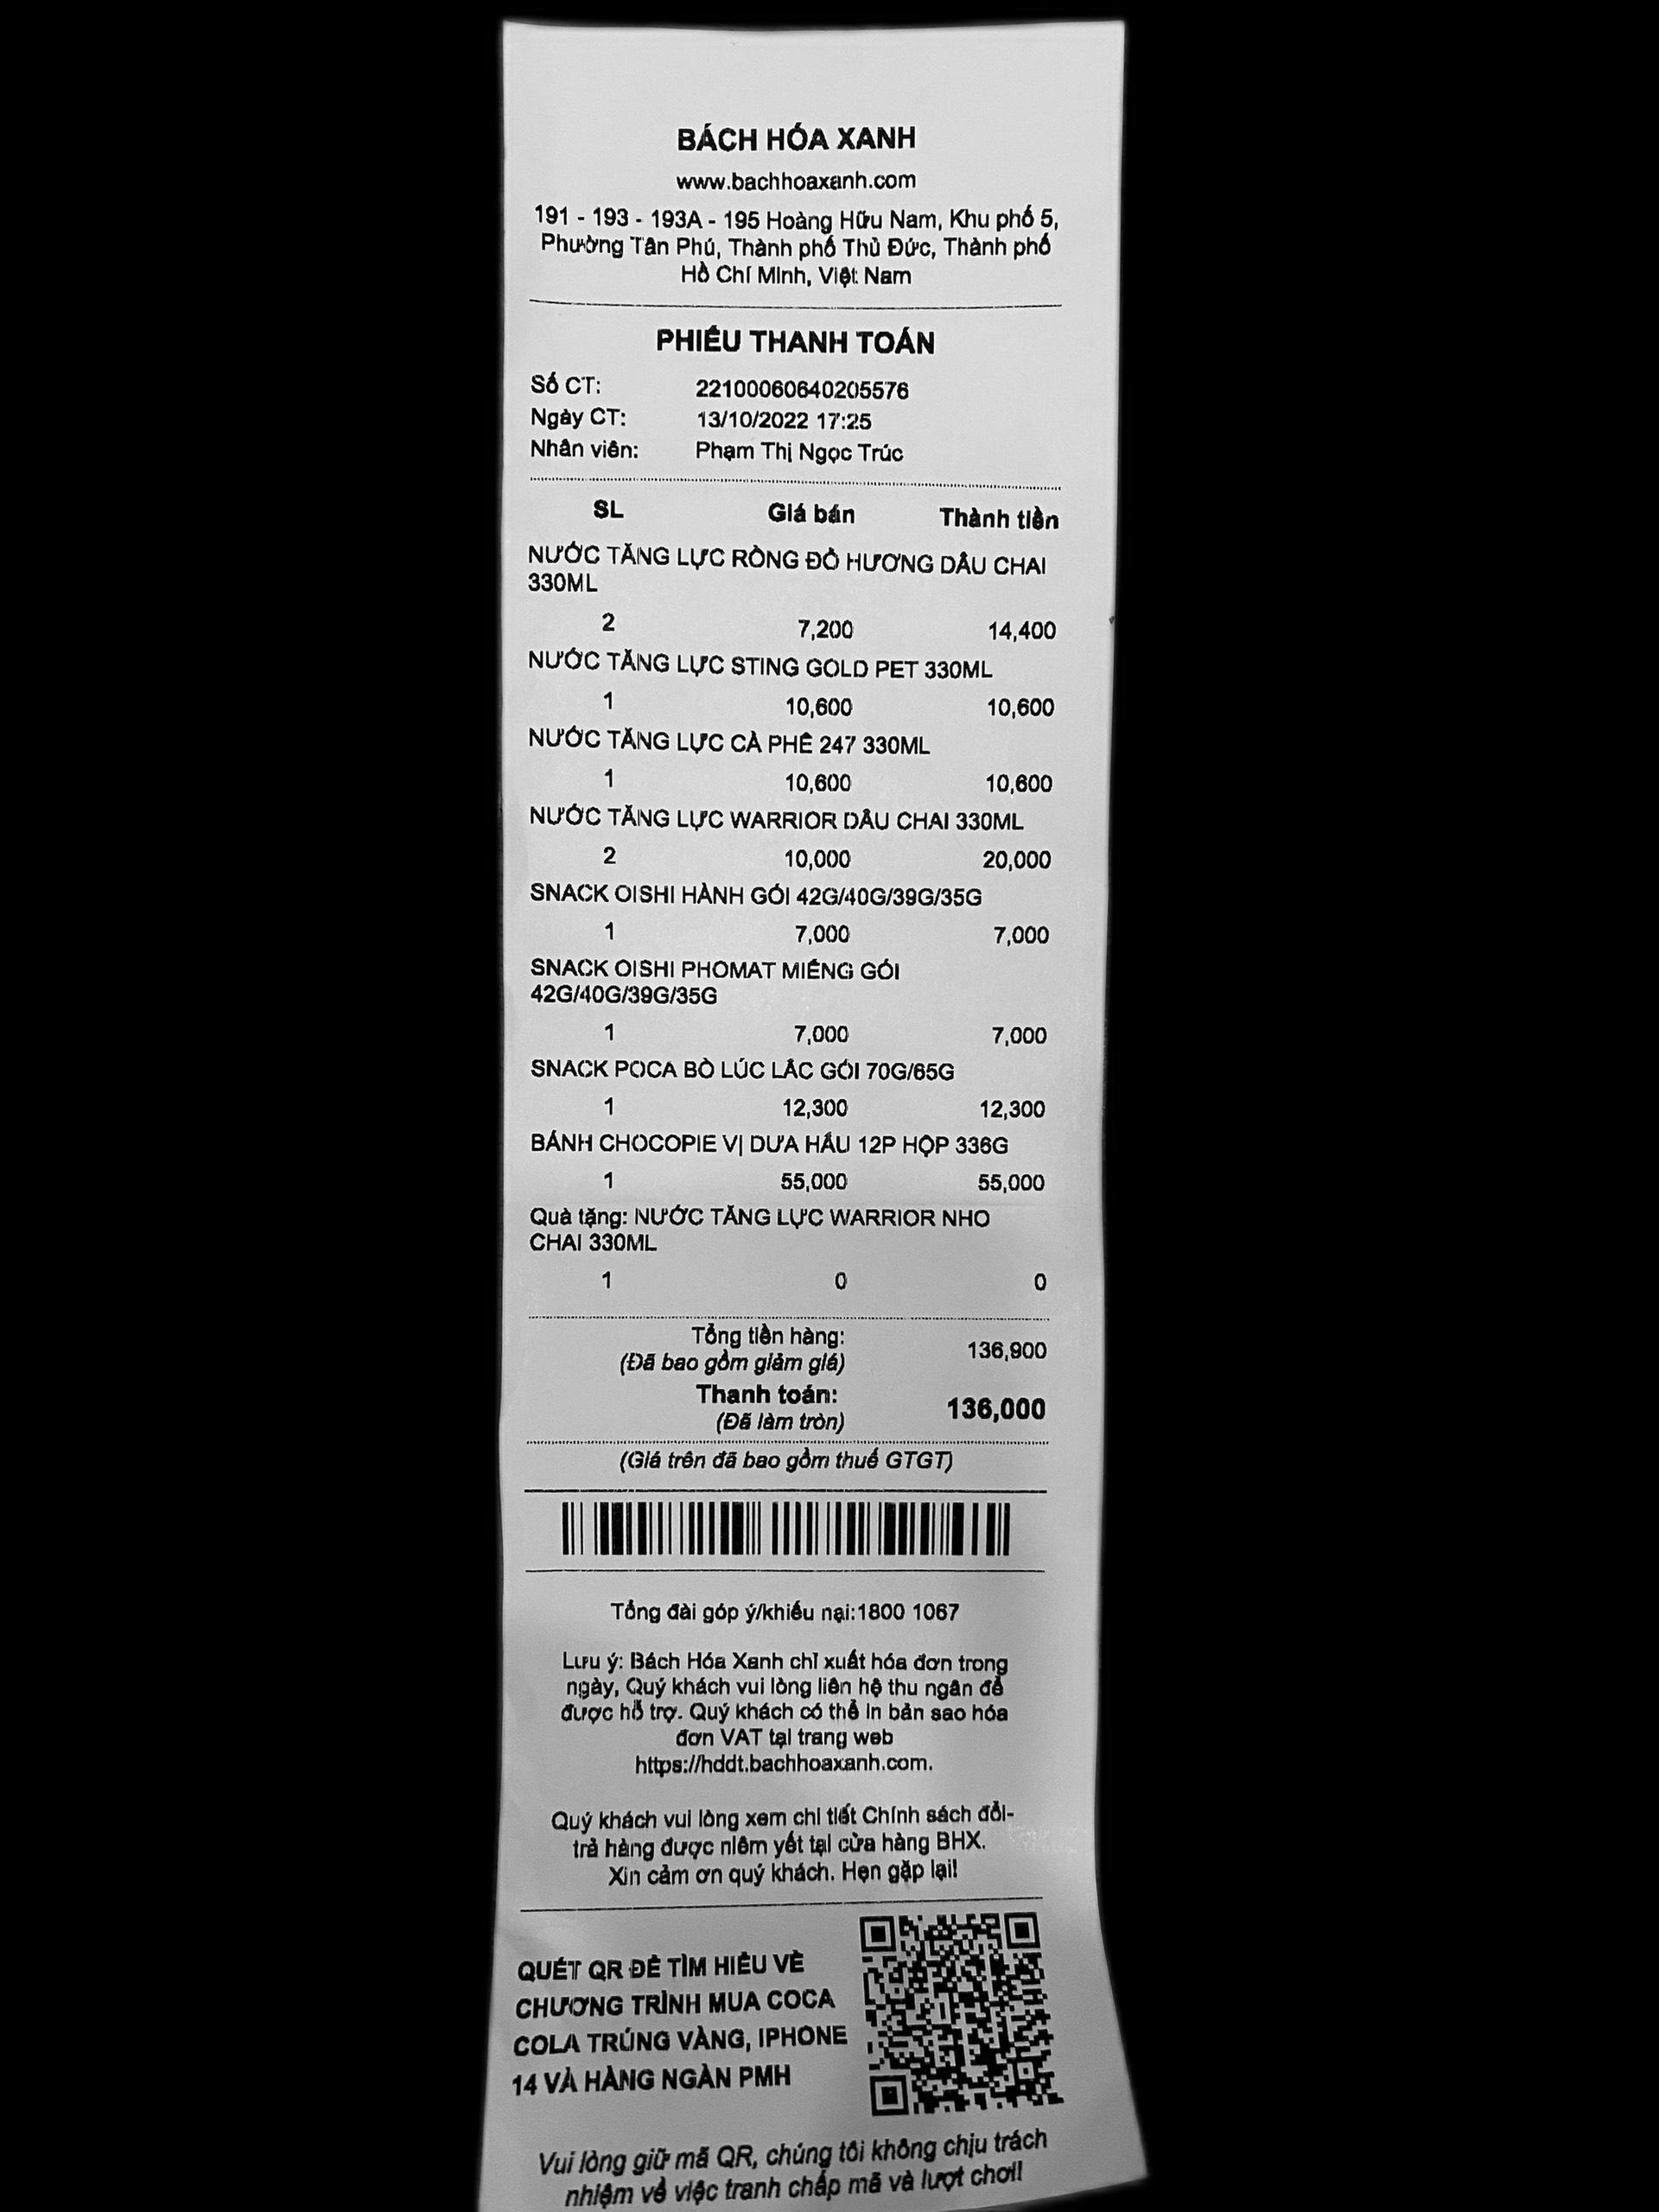 BÁCH HÓA XANH
www.bachhoaxanh.com
191 - 193 - 193A - 195 Hoàng Hữu Nam, Khu phố 5,
Phường Tân Phú, Thành phố Thủ Đức, Thành phố
Hồ Chí Minh, Việt Nam
PHIẾU THANH TOÁN
Số CT: 22100060640205576
Ngày CT: 13/10/2022 17:25
Nhân viên: Phạm Thị Ngọc Trúc
SL Giá bán Thành tiền
NƯỚC TĂNG LỰC RỒNG ĐỎ HƯƠNG DÂU CHAI
330ML
2 7,200 14,400
NƯỚC TĂNG LỰC STING GOLD PET 330ML
1 10,600 10,600
NƯỚC TĂNG LỰC CÀ PHÊ 247 330ML
1 10,600 10,600
NƯỚC TĂNG LỰC WARRIOR DÂU CHAI 330ML
2 10,000 20,000
SNACK OISHI HÀNH GÓI 42G/40G/39G/35G
1 7,000 7,000
SNACK OISHI PHOMAT MIẾNG GÓI
42G/40G/39G/35G
1 7,000 7,000
SNACK POCA BÒ LÚC LẮC GÓI 70G/65G
1 12,300 12,300
BÁNH CHOCOPIE VỊ DƯA HẤU 12P HỘP 336G
1 55,000 55,000
Quà tặng: NƯỚC TĂNG LỰC WARRIOR NHO
CHAI 330ML
1 0 0
Tổng tiền hàng: 136,900
(Đã bao gồm giảm giá)
Thanh toán: 136,000
(Đã làm tròn)
(Giá trên đã bao gồm thuế GTGT)
Tổng đài góp ý/khiếu nại:1800 1067
Lưu ý: Bách Hóa Xanh chỉ xuất hóa đơn trong
ngày, Quý khách vui lòng liên hệ thu ngân để
được hỗ trợ. Quý khách có thể in bản sao hóa
đơn VAT tại trang web
https://hddt.bachhoaxanh.com.
Quý khách vui lòng xem chi tiết Chính sách đổi-
trả hàng được niêm yết tại cửa hàng BHX.
Xin cảm ơn quý khách. Hẹn gặp lại!
QUÉT QR ĐỂ TÌM HIỂU VỀ
CHƯƠNG TRÌNH MUA COCA
COLA TRÚNG VÀNG, IPHONE
14 VÀ HÀNG NGÀN PMH
Vui lòng giữ mã QR, chúng tôi không chịu trách
nhiệm về việc tranh chấp mã và lượt chơi!